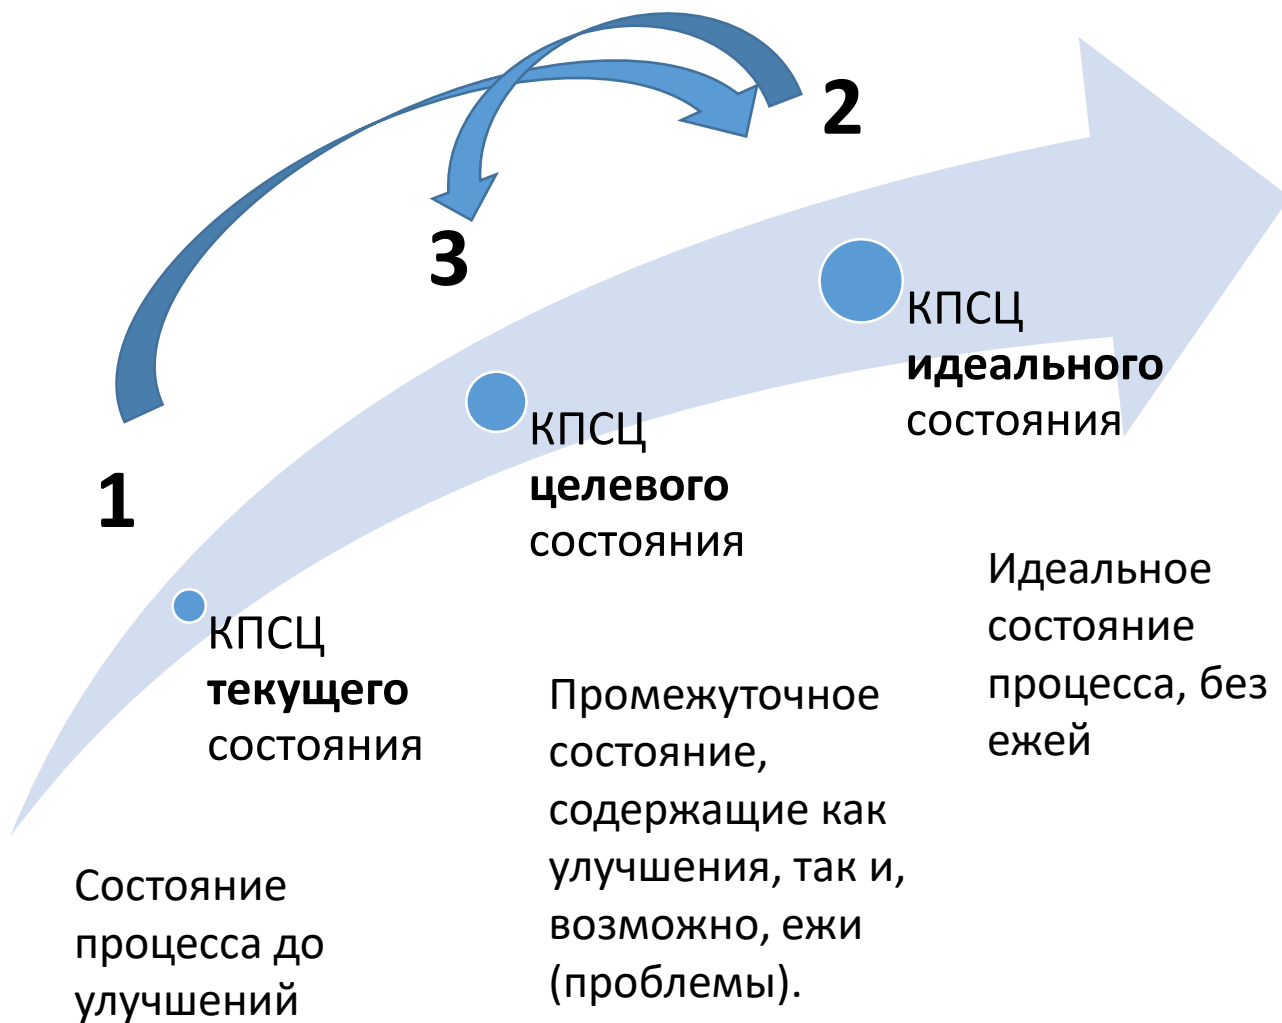 1
КПСЦ
текущего
состояния
Состояние
процесса до
улучшений
3
КПСЦ
целевого
состояния
Промежуточное
состояние,
содержащие как
улучшения, так и,
возможно, ежи
(проблемы).
2
КПСЦ
идеального
состояния
Идеальное
состояние
процесса, без
ежей